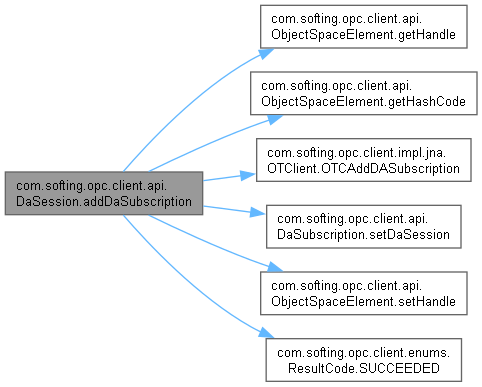 com.softing.opc.client.api.
ObjectSpaceElement.getHandle
com.softing.opc.client.api.
ObjectSpaceElement.getHashCode
com.softing.opc.client.impl.jna.
OTClient.OTCAddDASubscription
com.softing.opc.client.api.
DaSession.addDaSubscription
com.softing.opc.client.api.
DaSubscription.setDaSession
com.softing.opc.client.api.
ObjectSpaceElement.setHandle
com.softing.opc.client.enums.
ResultCode.SUCCEEDED